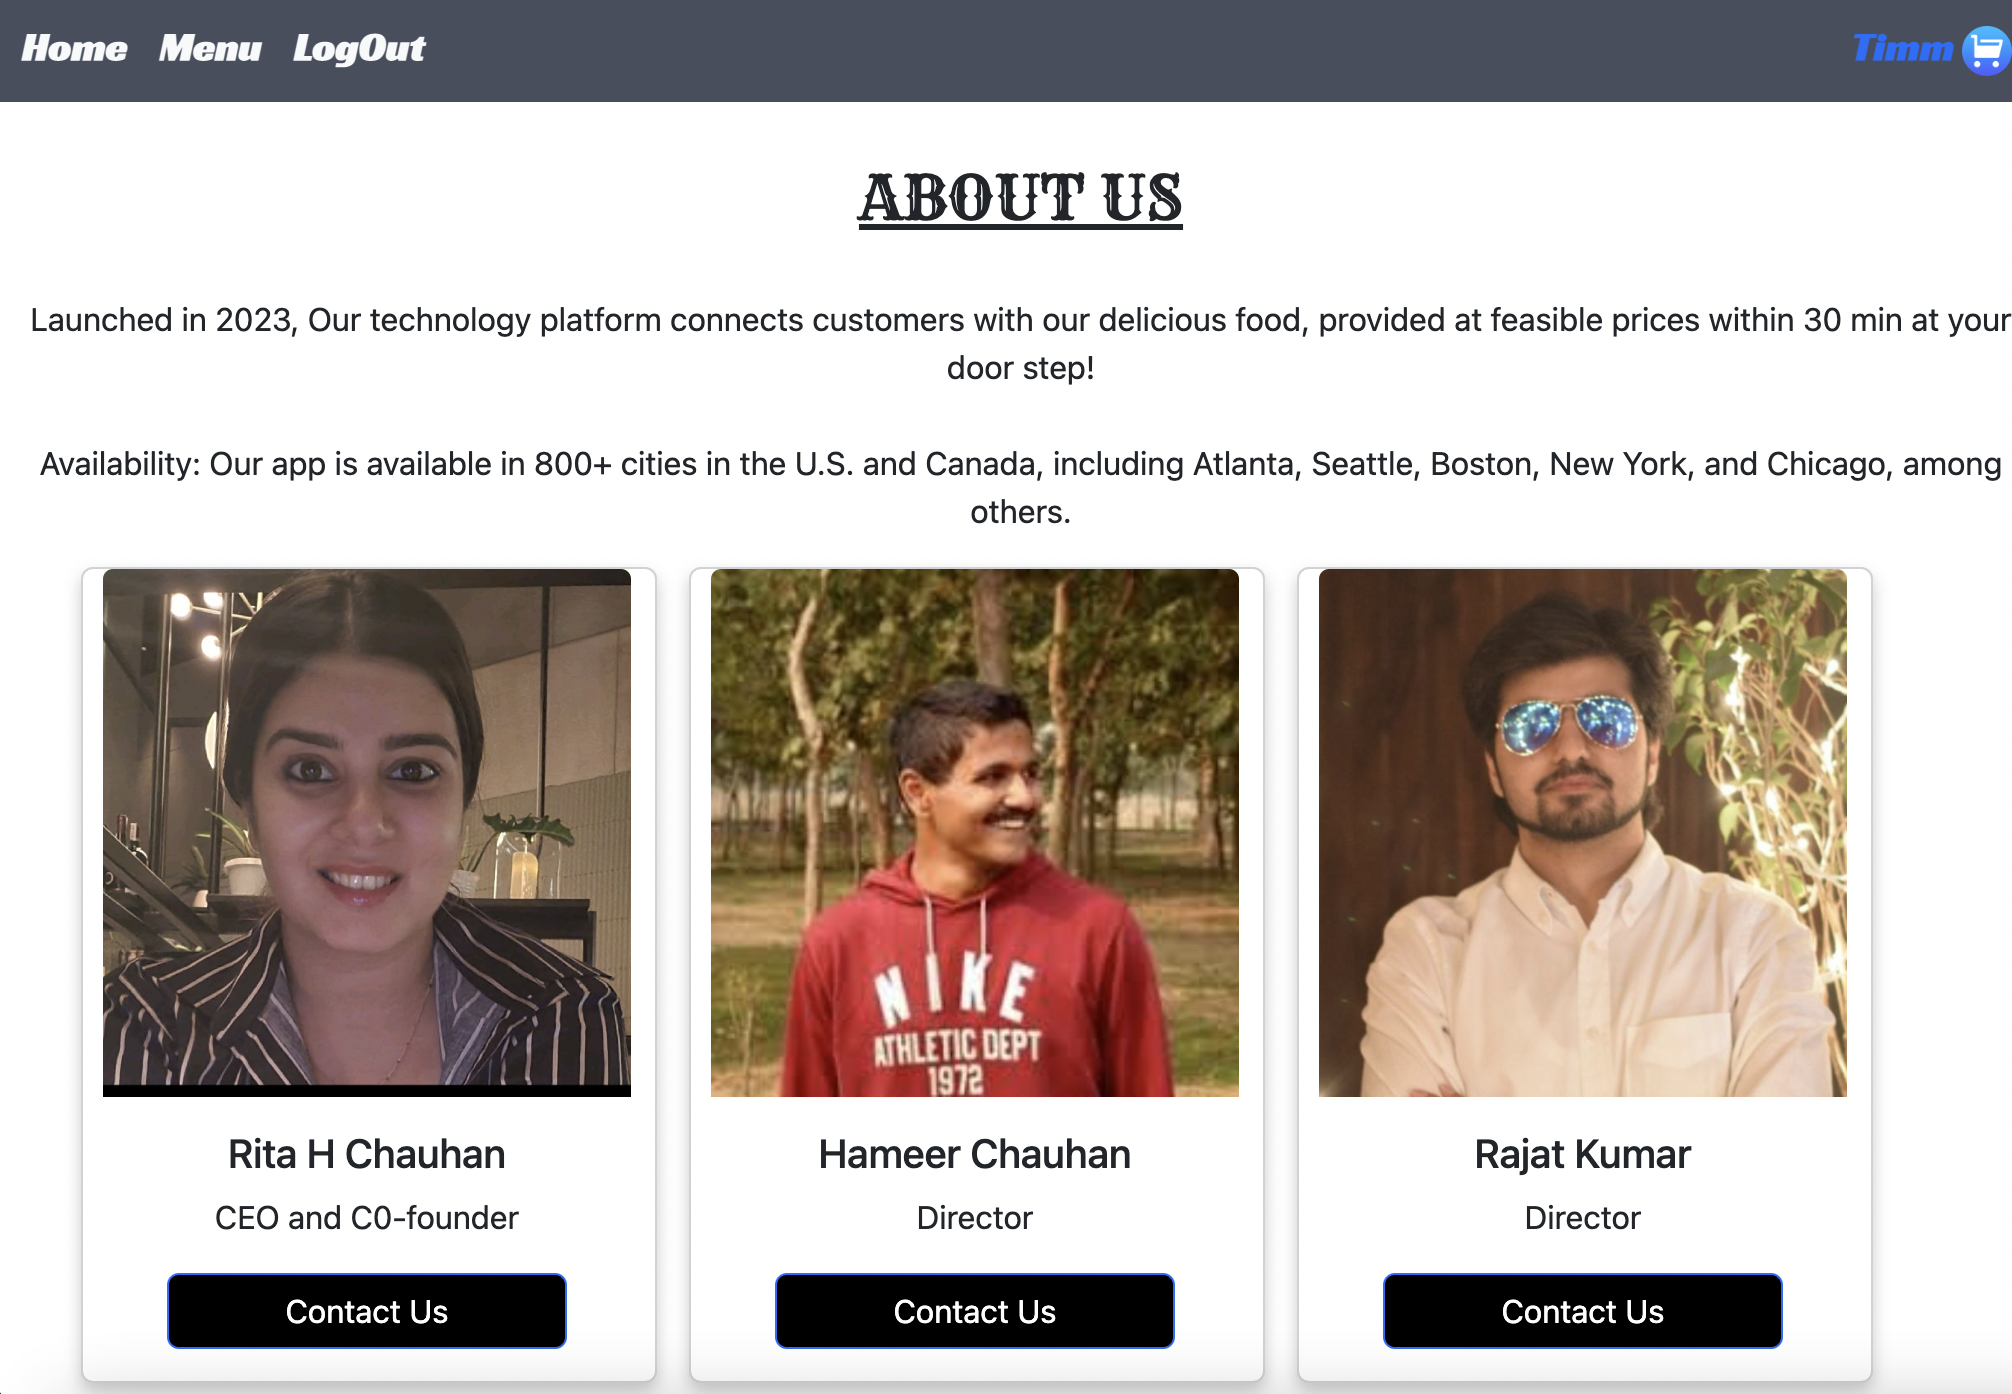 Home Menu LogOut Timm
ABOUT US
Launched in 2023, Our technology platform connects customers with our delicious food, provided at feasible prices within 30 min at your
door step!
Availability: Our app is available in 800+ cities in the U.S. and Canada, including Atlanta, Seattle, Boston, New York, and Chicago, among
others.
NIKE
ATHLETIC DEPT
1972
Rita H Chauhan
CEO and C0-founder
Contact Us
Hameer Chauhan
Director
Contact Us
Rajat Kumar
Director
Contact Us